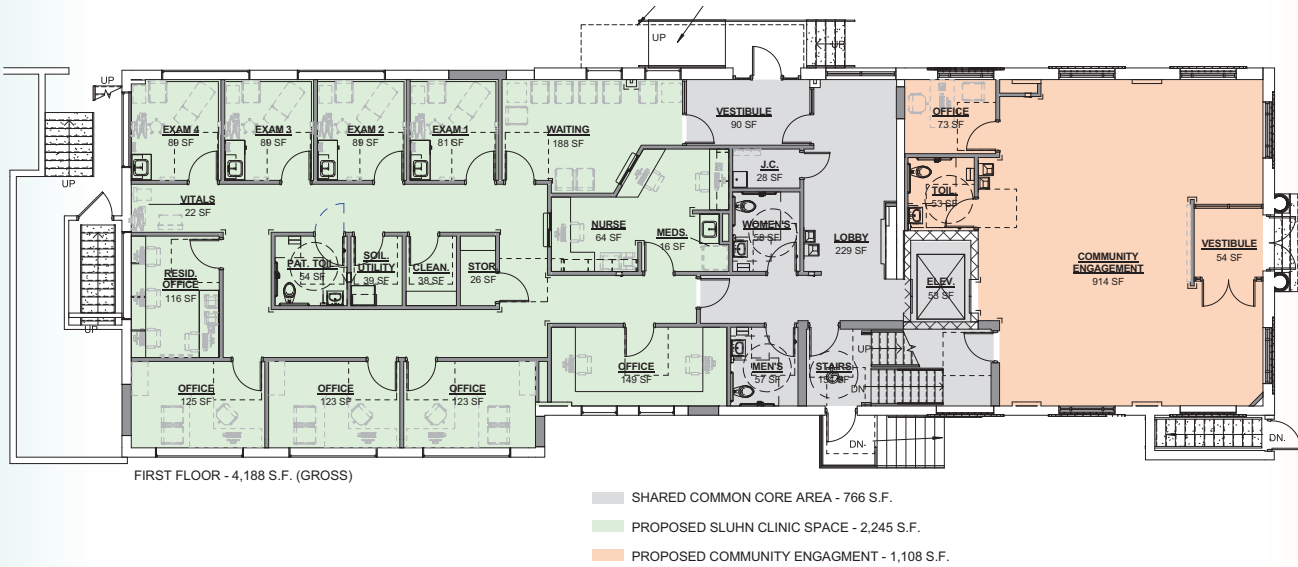 UP
UP
UP
EXAM 4
89 SF
EXAM 3
89 SF
EXAM 2
89 SF
EXAM 1
81 SF
WAITING
188 SF
VESTIBULE
90 SF
OFFICE
73 SF
J.C.
28 SF
UP
VITALS
22 SF
TOIL.
53 SF
NURSE
64 SF
MEDS.
16 SF
WOMEN'S
58 SF
LOBBY
229 SF
VESTIBULE
54 SF
COMMUNITY
ENGAGEMENT
914 SF
RESID.
OFFICE
116 SF
PAT. TOIL.
54 SF
SOIL.
UTILITY
39 SF
CLEAN.
38 SF
STOR.
26 SF
ELEV.
53 SF
UP
UP
OFFICE
149 SF
MEN'S
57 SF
STAIRS
DN
OFFICE
125 SF
OFFICE
123 SF
OFFICE
123 SF
DN
DN.
FIRST FLOOR - 4,188 S.F. (GROSS)
SHARED COMMON CORE AREA - 766 S.F.
PROPOSED SLUHN CLINIC SPACE - 2,245 S.F.
PROPOSED COMMUNITY ENGAGMENT - 1,108 S.F.